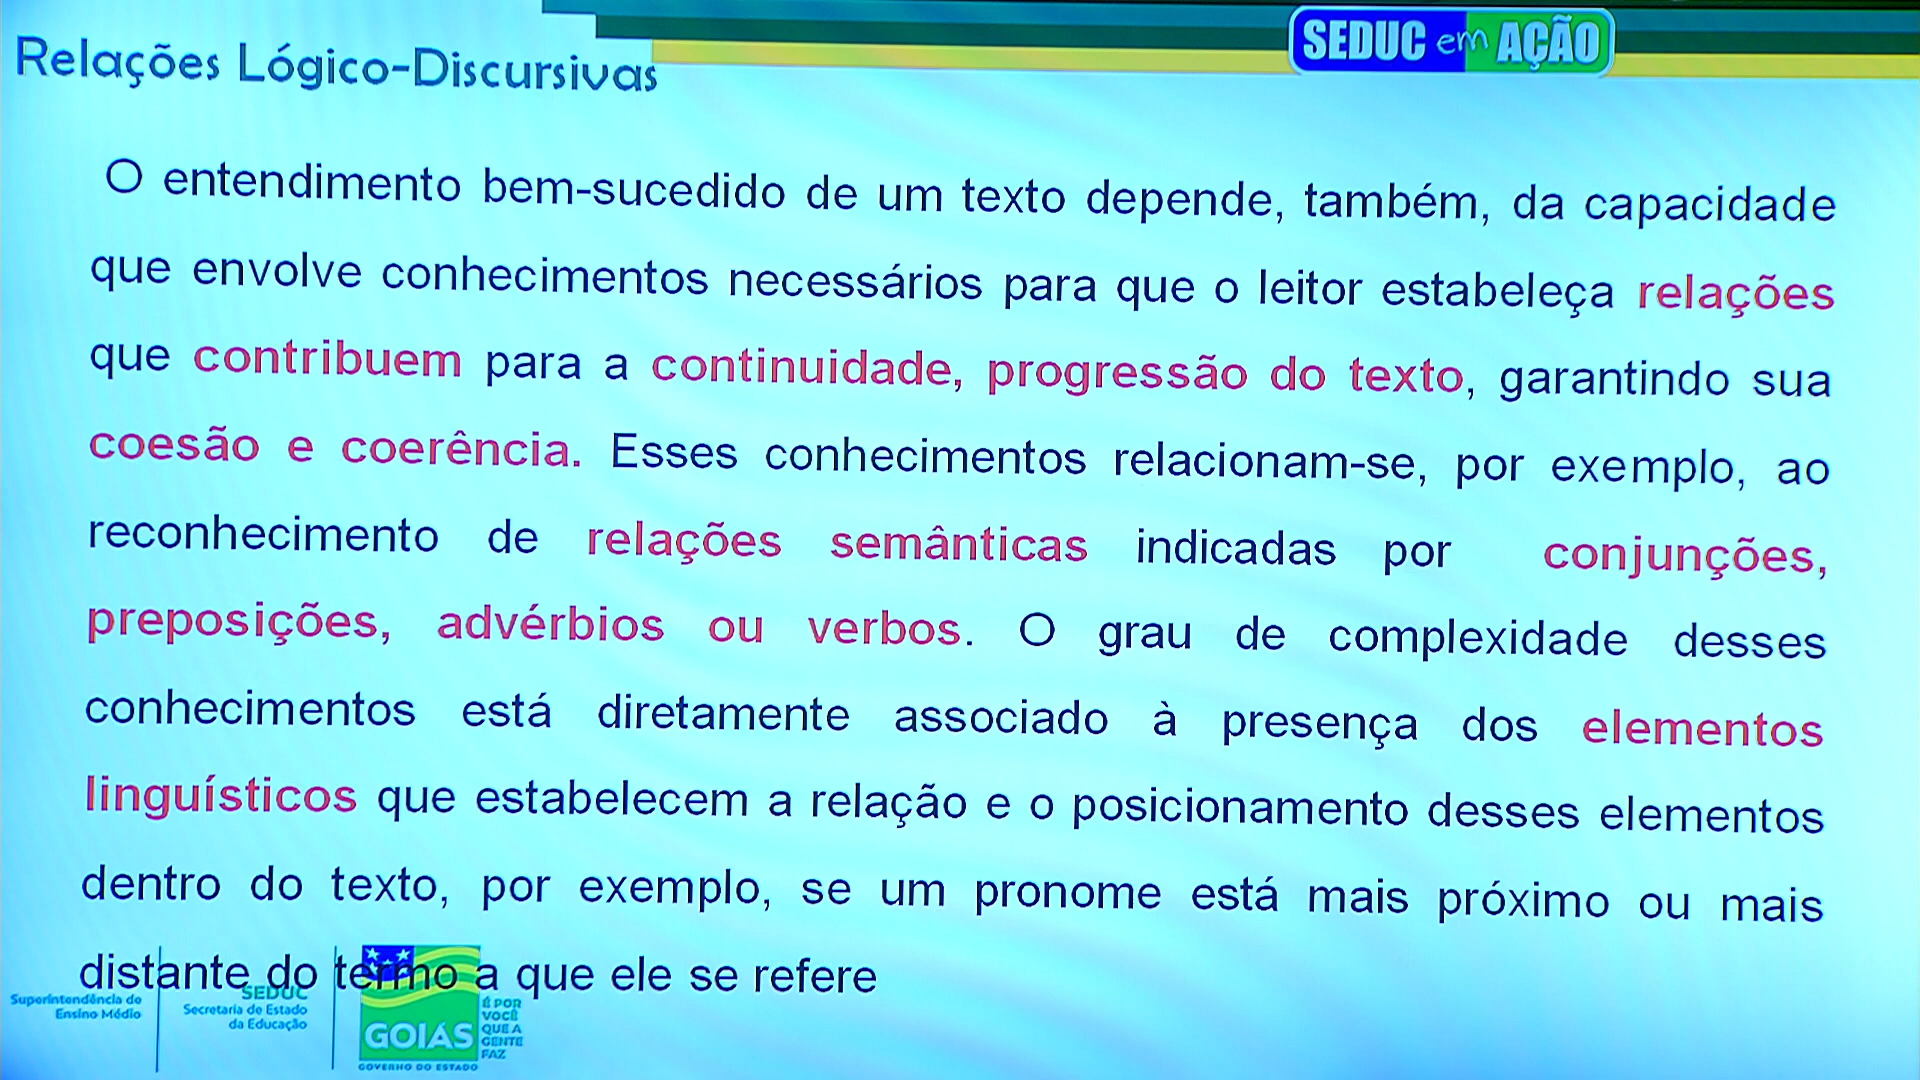 SEDUC em AÇÃO
Relações Lógico-Discursivas
O entendimento bem-sucedido de um texto depende, também, da capacidade
que envolve conhecimentos necessários para que o leitor estabeleça relações
que contribuem para a continuidade, progressão do texto, garantindo sua
coesão e coerência. Esses conhecimentos relacionam-se, por exemplo, ao
reconhecimento de relações semânticas indicadas por conjunções,
preposições, advérbios ou verbos. O grau de complexidade desses
conhecimentos está diretamente associado à presença dos elementos
linguísticos que estabelecem a relação e o posicionamento desses elementos
dentro do texto, por exemplo, se um pronome está mais próximo ou mais
distante do termo a que ele se refere
Superintendência de
Ensino Médio
SEDUC
Secretaria de Estado
da Educação
GOIÁS
GOVERNO DO ESTADO
É POR
VOCÊ
QUE A
GENTE
FAZ